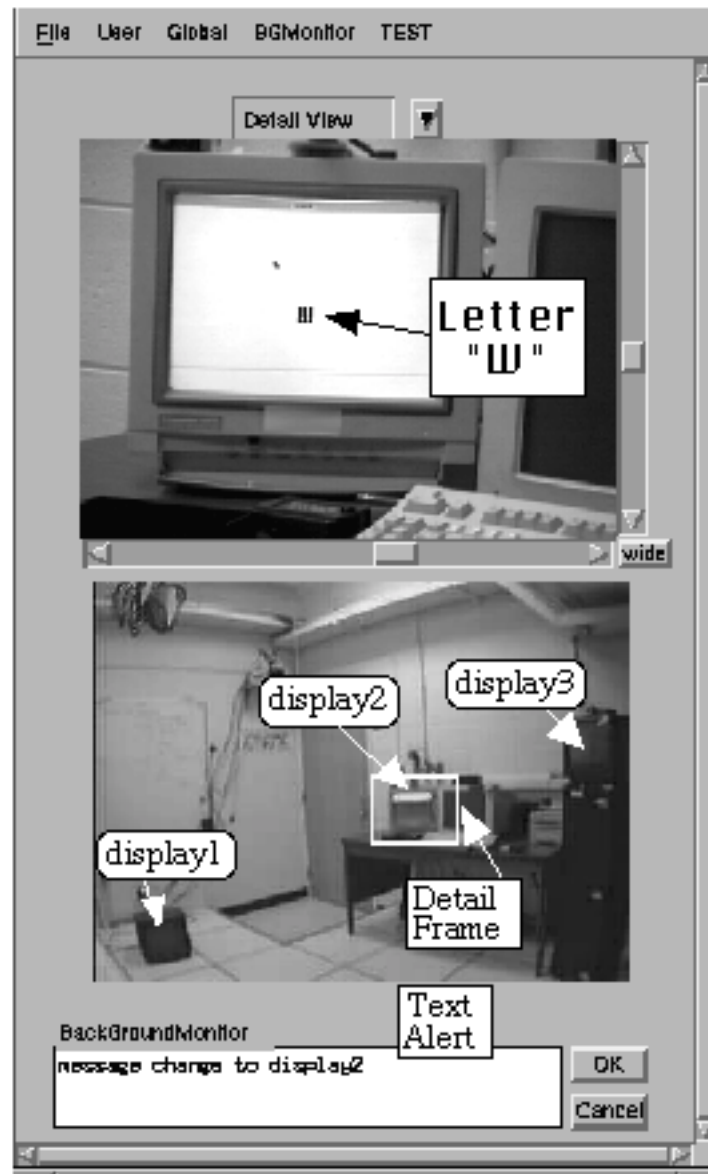 File User Global BGMonitor TEST
Detail View
W
Letter
"W"
wide
display2
display3
display1
Detail
Frame
Text
Alert
BackGroundMonitor
message change to display2
OK
Cancel